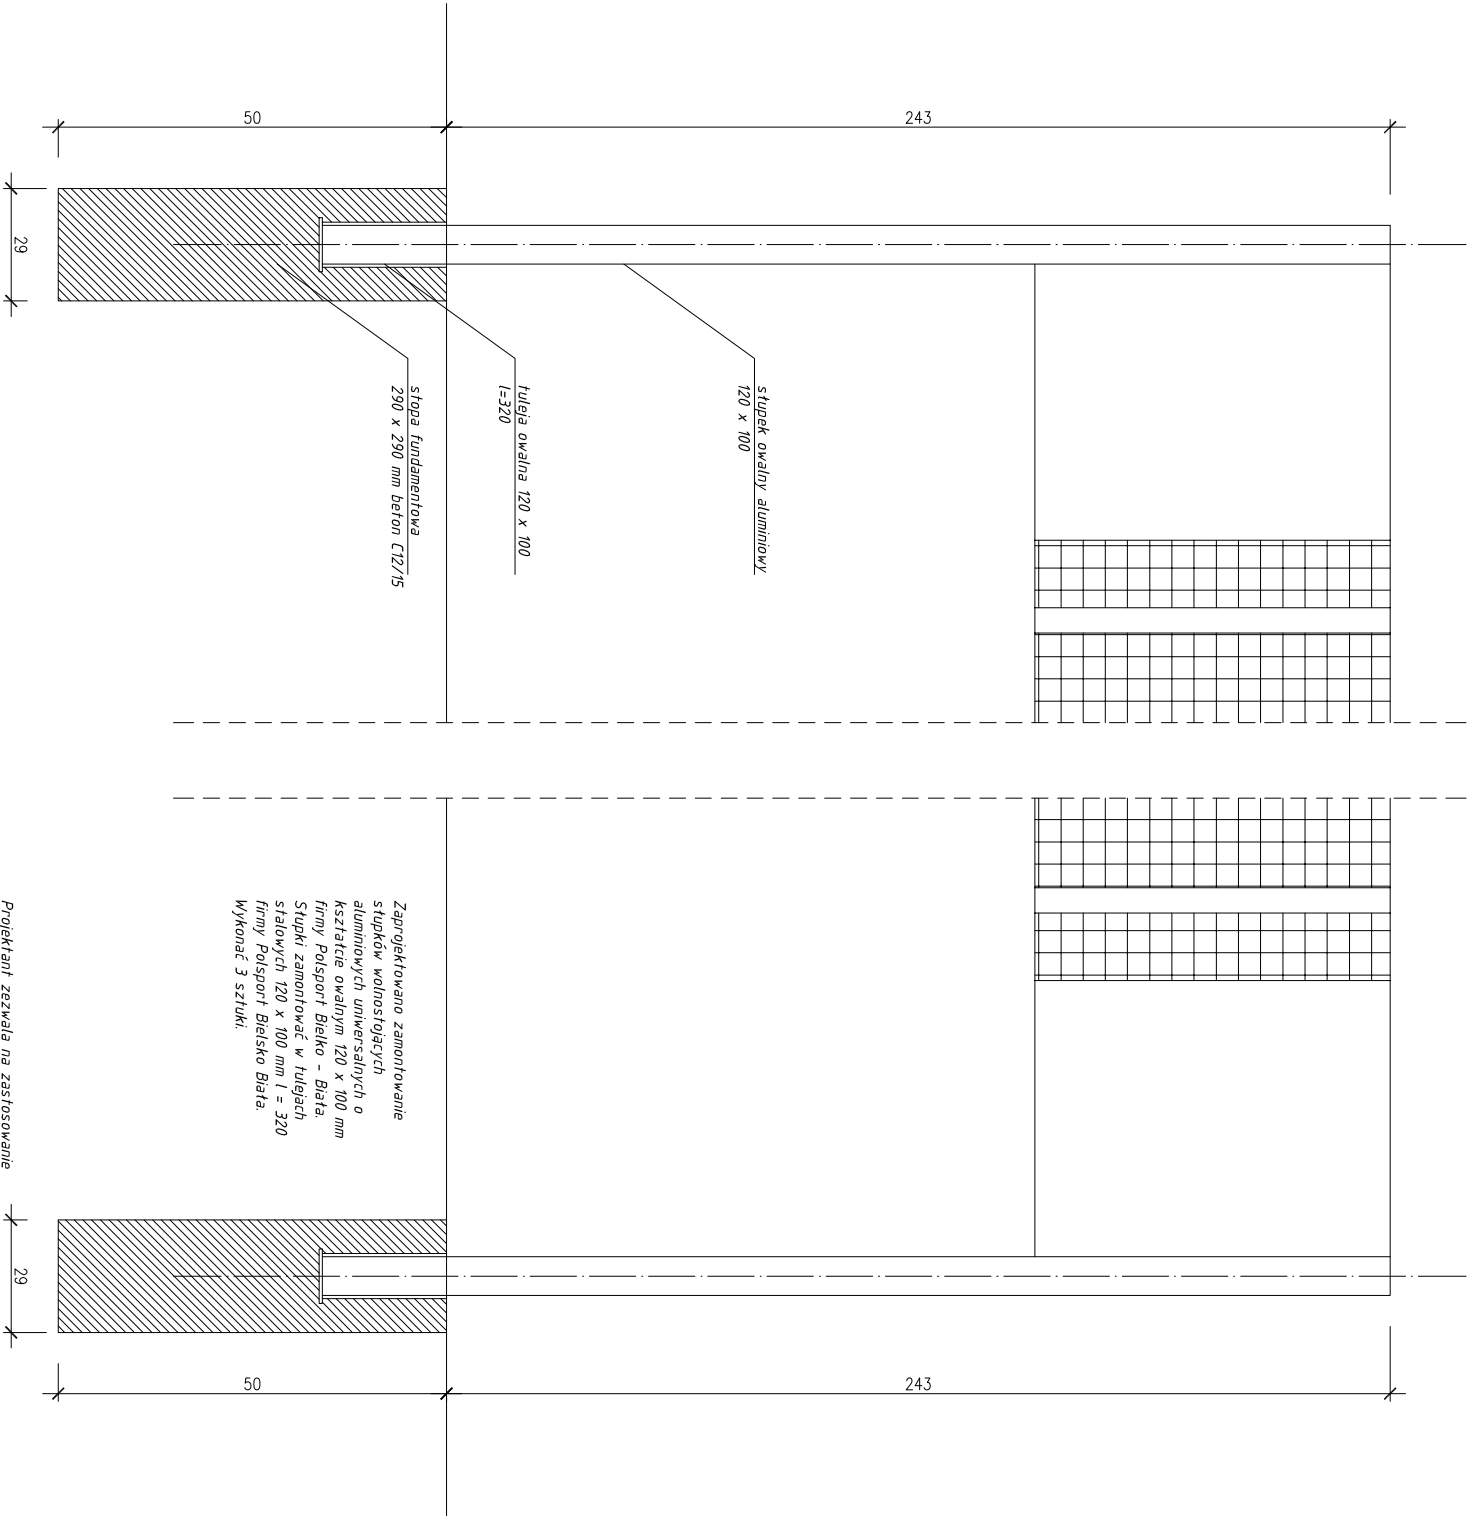 50
243
29
słupek owalny aluminiowy
120 x 100
tuleja owalna 120 x 100
l=320
stopa fundamentowa
290 x 290 mm beton C12/15
Zaprojektowano zamontowanie
słupków wolnostojących
aluminiowych uniwersalnych o
kształcie owalnym 120 x 100 mm
firmy Polsport Bielko - Biała.
Słupki zamontować w tulejach
stalowych 120 x 100 mm l = 320
firmy Polsport Bielsko Biała.
Wykonać 3 sztuki.
Projektant zezwala na zastosowanie
29
50
243